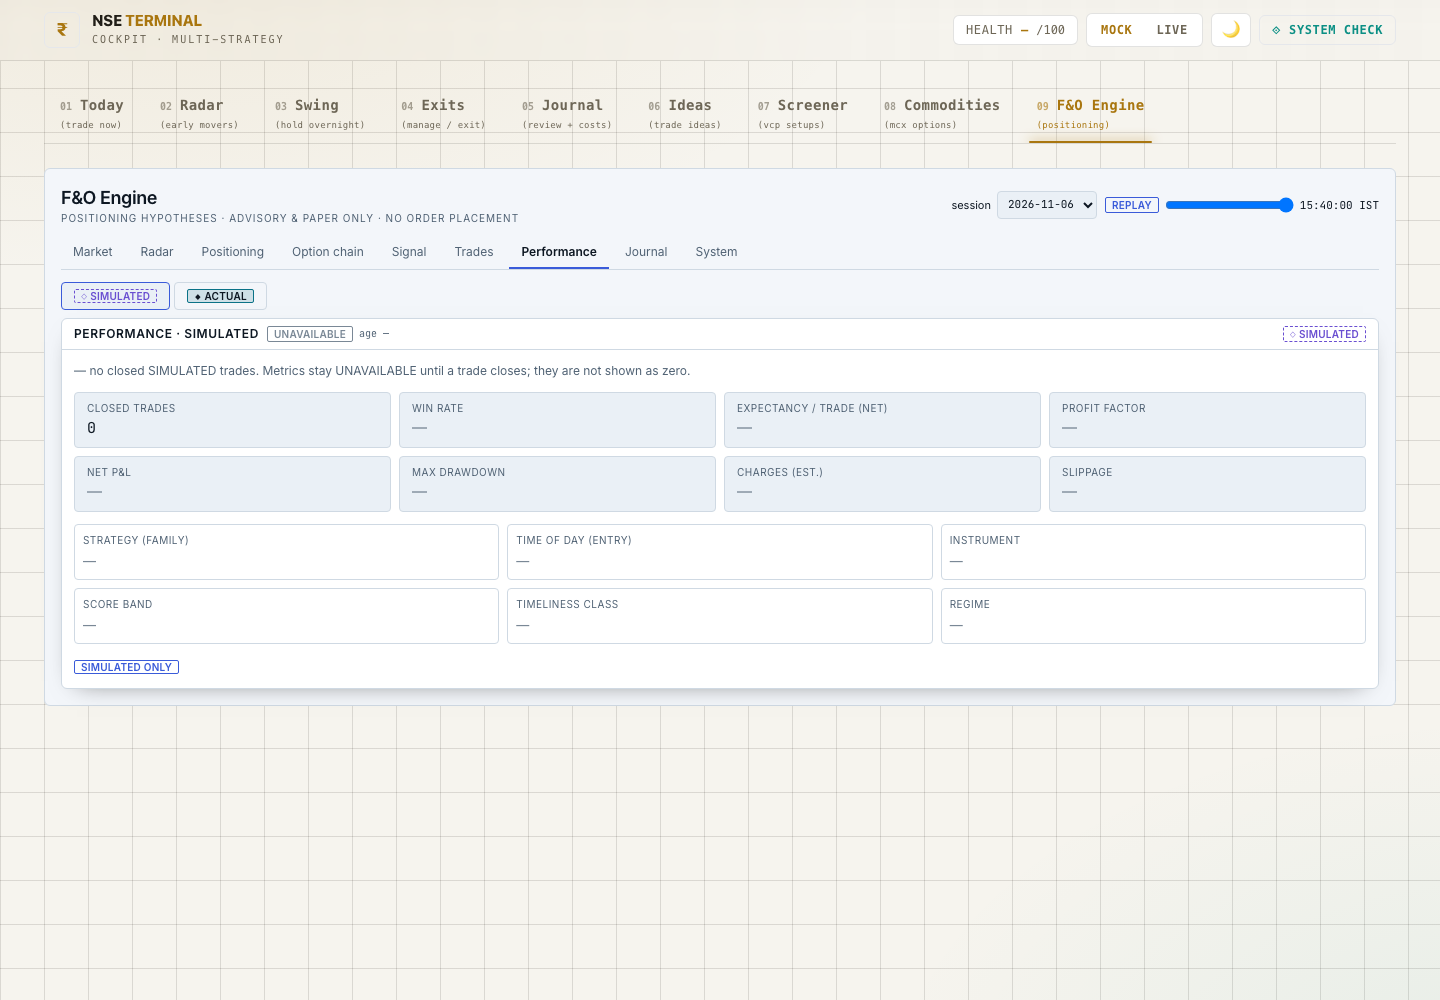 ₹
NSE TERMINAL
COCKPIT · MULTI-STRATEGY
HEALTH — /100
MOCK LIVE
◇ SYSTEM CHECK
01 Today
(trade now)
02 Radar
(early movers)
03 Swing
(hold overnight)
04 Exits
(manage / exit)
05 Journal
(review + costs)
06 Ideas
(trade ideas)
07 Screener
(vcp setups)
08 Commodities
(mcx options)
09 F&O Engine
(positioning)
F&O Engine
POSITIONING HYPOTHESES · ADVISORY & PAPER ONLY · NO ORDER PLACEMENT
session 2026-11-06 REPLAY 15:40:00 IST
Market Radar Positioning Option chain Signal Trades Performance Journal System
◇ SIMULATED ◆ ACTUAL
PERFORMANCE · SIMULATED UNAVAILABLE age —
◇ SIMULATED
— no closed SIMULATED trades. Metrics stay UNAVAILABLE until a trade closes; they are not shown as zero.
CLOSED TRADES
0
WIN RATE
—
EXPECTANCY / TRADE (NET)
—
PROFIT FACTOR
—
NET P&L
—
MAX DRAWDOWN
—
CHARGES (EST.)
—
SLIPPAGE
—
STRATEGY (FAMILY)
—
TIME OF DAY (ENTRY)
—
INSTRUMENT
—
SCORE BAND
—
TIMELINESS CLASS
—
REGIME
—
SIMULATED ONLY